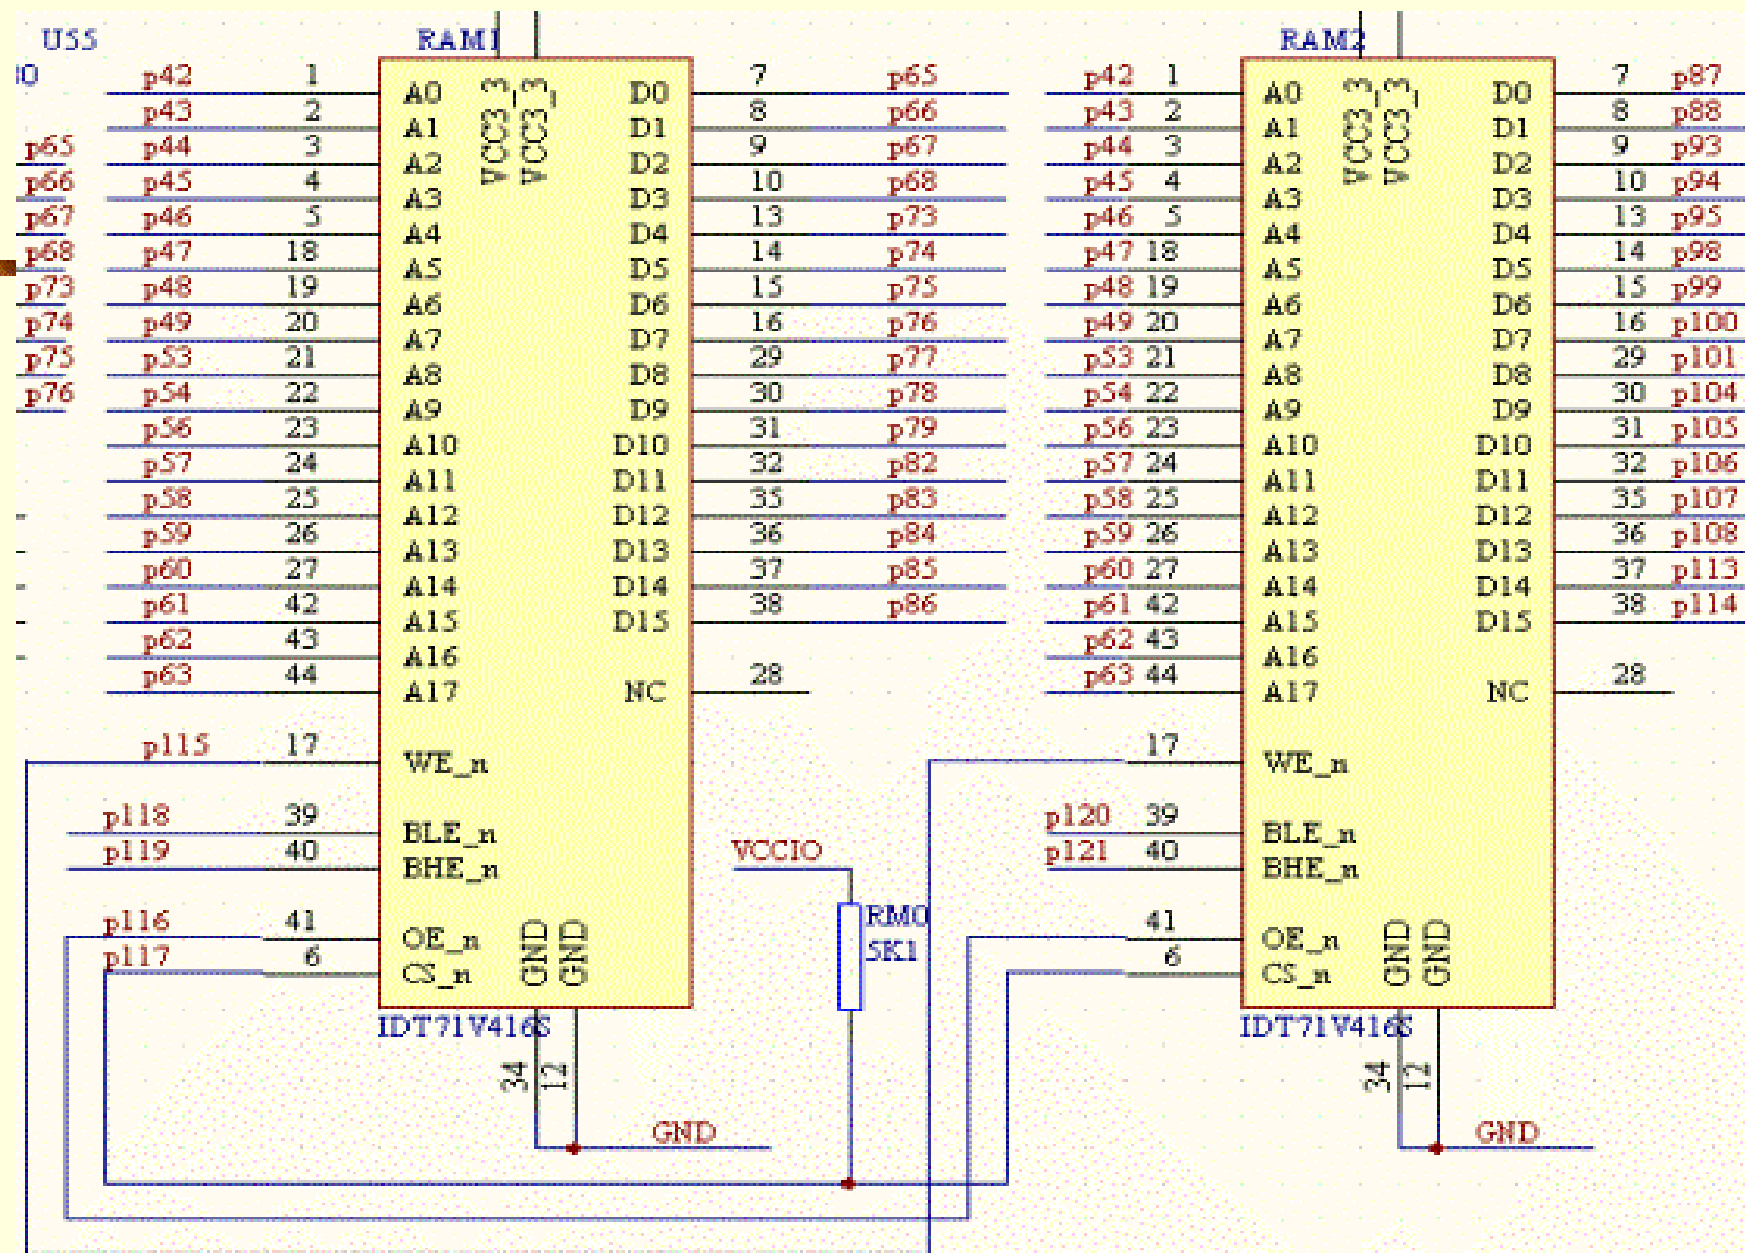 U55 RAM1 RAM2
p42 1 A0 VCC3_3 VCC3_3 D0 7 p65 p42 1 A0 VCC3_3 VCC3_3 D0 7 p87
p43 2 A1 D1 8 p66 p43 2 A1 D1 8 p88
p65 p44 3 A2 D2 9 p67 p44 3 A2 D2 9 p93
p66 p45 4 A3 D3 10 p68 p45 4 A3 D3 10 p94
p67 p46 5 A4 D4 13 p73 p46 5 A4 D4 13 p95
p68 p47 18 A5 D5 14 p74 p47 18 A5 D5 14 p98
p73 p48 19 A6 D6 15 p75 p48 19 A6 D6 15 p99
p74 p49 20 A7 D7 16 p76 p49 20 A7 D7 16 p100
p75 p53 21 A8 D8 29 p77 p53 21 A8 D8 29 p101
p76 p54 22 A9 D9 30 p78 p54 22 A9 D9 30 p104
p56 23 A10 D10 31 p79 p56 23 A10 D10 31 p105
p57 24 A11 D11 32 p82 p57 24 A11 D11 32 p106
p58 25 A12 D12 35 p83 p58 25 A12 D12 35 p107
p59 26 A13 D13 36 p84 p59 26 A13 D13 36 p108
p60 27 A14 D14 37 p85 p60 27 A14 D14 37 p113
p61 42 A15 D15 38 p86 p61 42 A15 D15 38 p114
p62 43 A16 p62 43 A16
p63 44 A17 NC 28 p63 44 A17 NC 28
p115 17 WE_n 17 WE_n
p118 39 BLE_n p120 39 BLE_n
p119 40 BHE_n VCCIO p121 40 BHE_n
p116 41 OE_n GND GND RM0 41 OE_n GND GND
p117 6 CS_n 5K1 6 CS_n
IDT71V416S IDT71V416S
34 12 34 12
GND GND